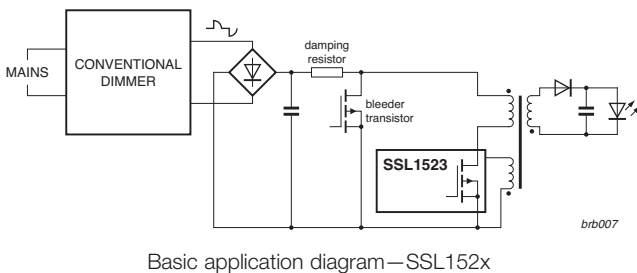 MAINS
CONVENTIONAL
DIMMER
damping
resistor
bleeder
transistor
SSL1523
brb007
Basic application diagram—SSL152x